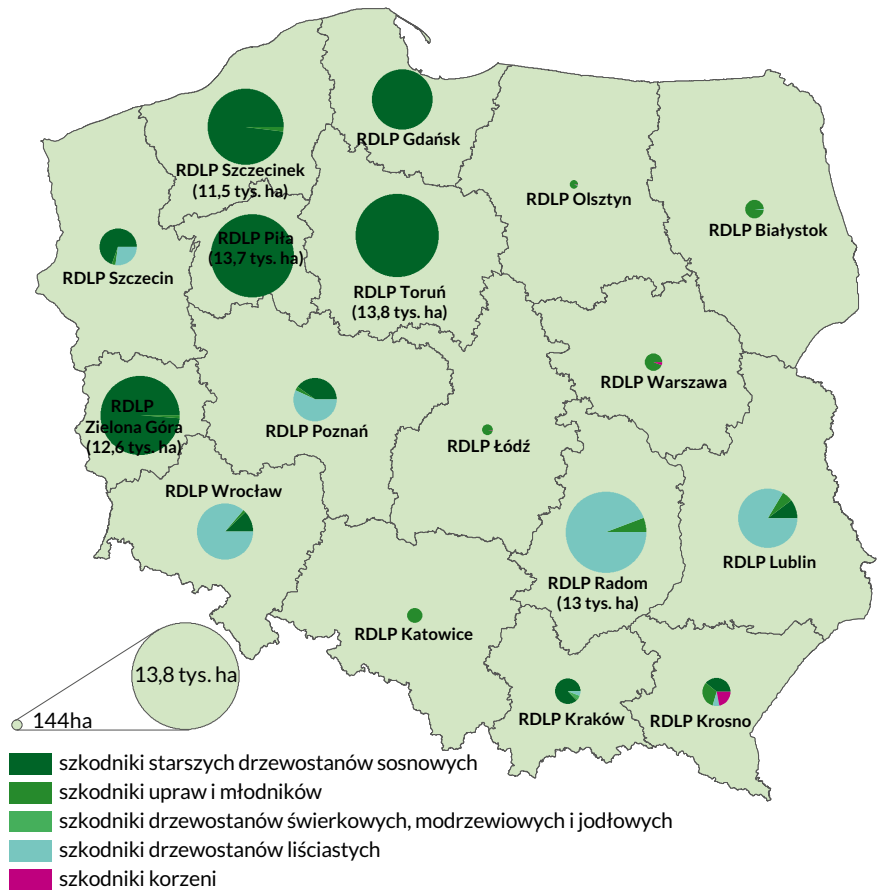 RDLP Gdańsk
RDLP Szczecinek
(11,5 tys. ha)
RDLP Olsztyn
RDLP Białystok
RDLP Piła
(13,7 tys. ha)
RDLP Szczecin
RDLP Toruń
(13,8 tys. ha)
RDLP Warszawa
RDLP
Zielona Góra
(12,6 tys. ha)
RDLP Poznań
RDLP Łódź
RDLP Wrocław
RDLP Radom
(13 tys. ha)
RDLP Lublin
RDLP Katowice
RDLP Kraków
RDLP Krosno
13,8 tys. ha
144ha
szkodniki starszych drzewostanów sosnowych
szkodniki upraw i młodników
szkodniki drzewostanów świerkowych, modrzewiowych i jodłowych
szkodniki drzewostanów liściastych
szkodniki korzeni